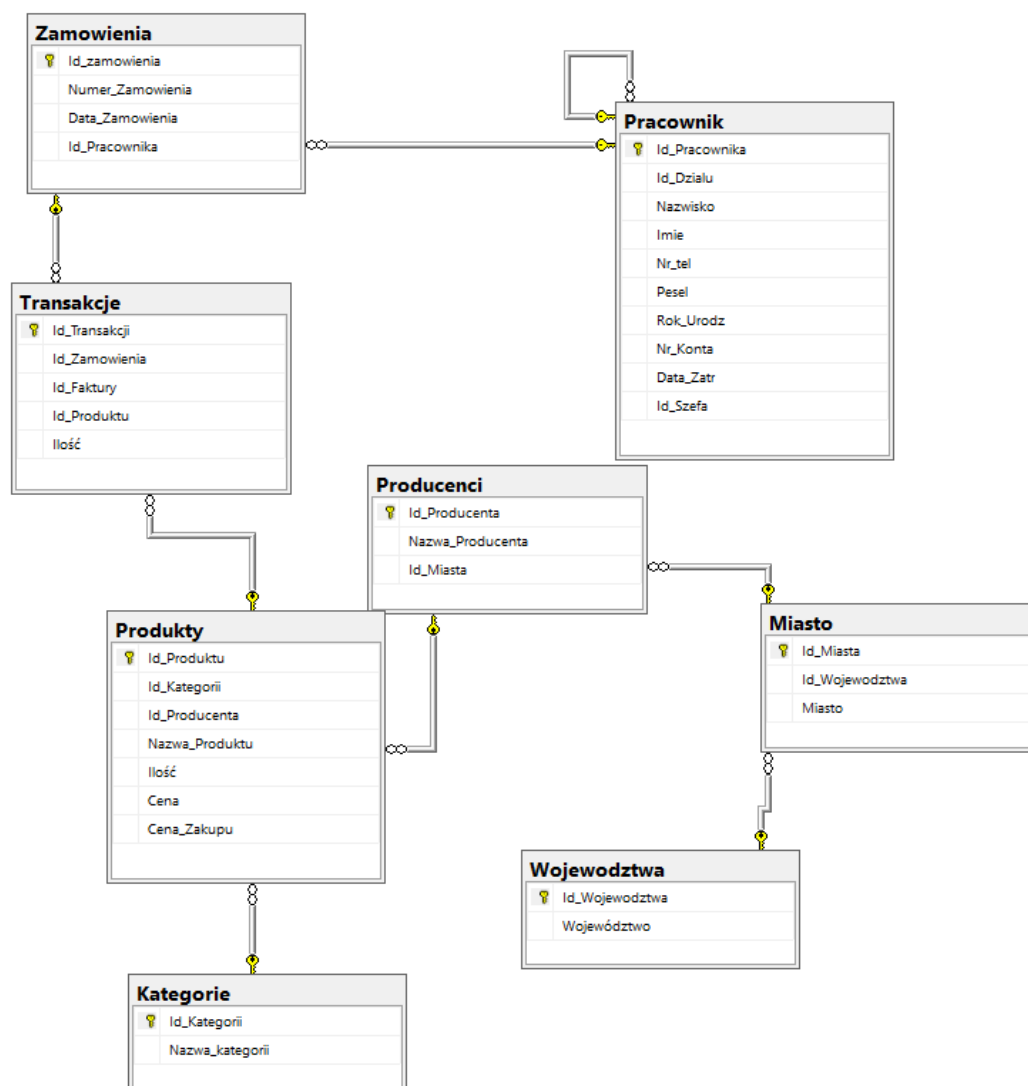 Zamowienia
Id_zamowienia
Numer_Zamowienia
Data_Zamowienia
Id_Pracownika
Pracownik
Id_Pracownika
Id_Dzialu
Nazwisko
Imie
Nr_tel
Pesel
Rok_Urodz
Nr_Konta
Data_Zatr
Id_Szefa
Transakcje
Id_Transakcji
Id_Zamowienia
Id_Faktury
Id_Produktu
Ilość
Producenci
Id_Producenta
Nazwa_Producenta
Id_Miasta
Produkty
Id_Produktu
Id_Kategorii
Id_Producenta
Nazwa_Produktu
Ilość
Cena
Cena_Zakupu
Miasto
Id_Miasta
Id_Wojewodztwa
Miasto
Wojewodztwa
Id_Wojewodztwa
Województwo
Kategorie
Id_Kategorii
Nazwa_kategorii